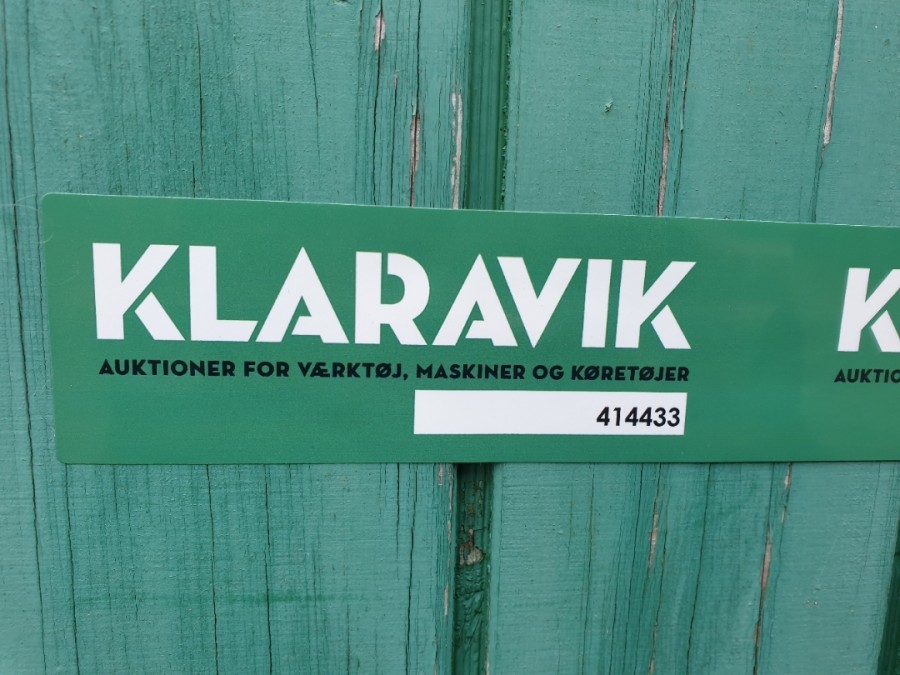 KLARAVIK
AUKTIONER FOR VÆRKTØJ, MASKINER OG KØRETØJER
414433